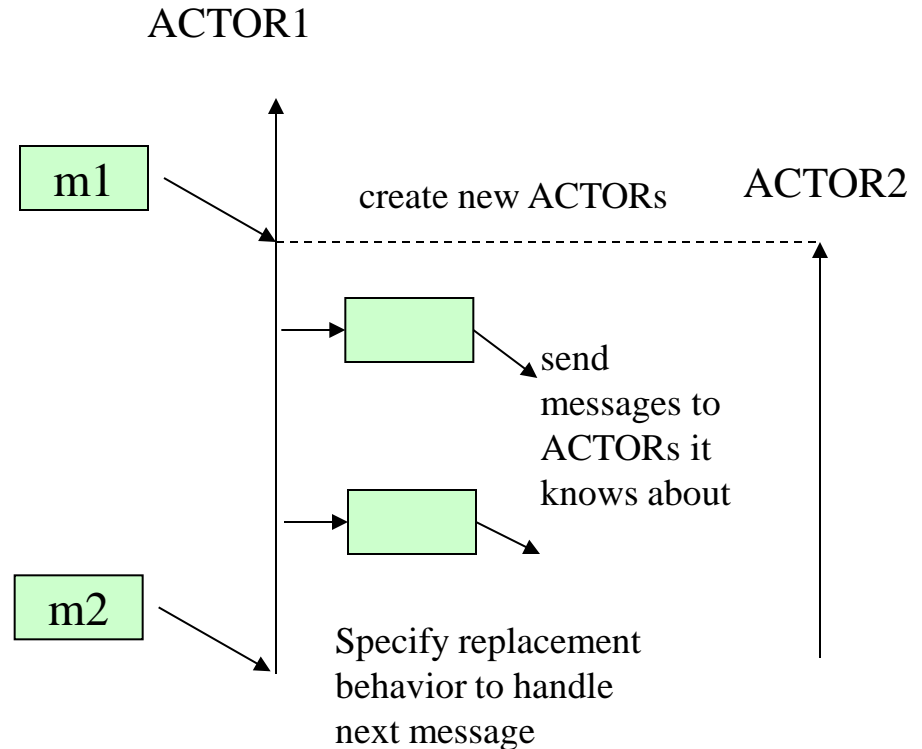 ACTOR1
m1
create new ACTORs
ACTOR2
send
messages to
ACTORs it
knows about
m2
Specify replacement
behavior to handle
next message